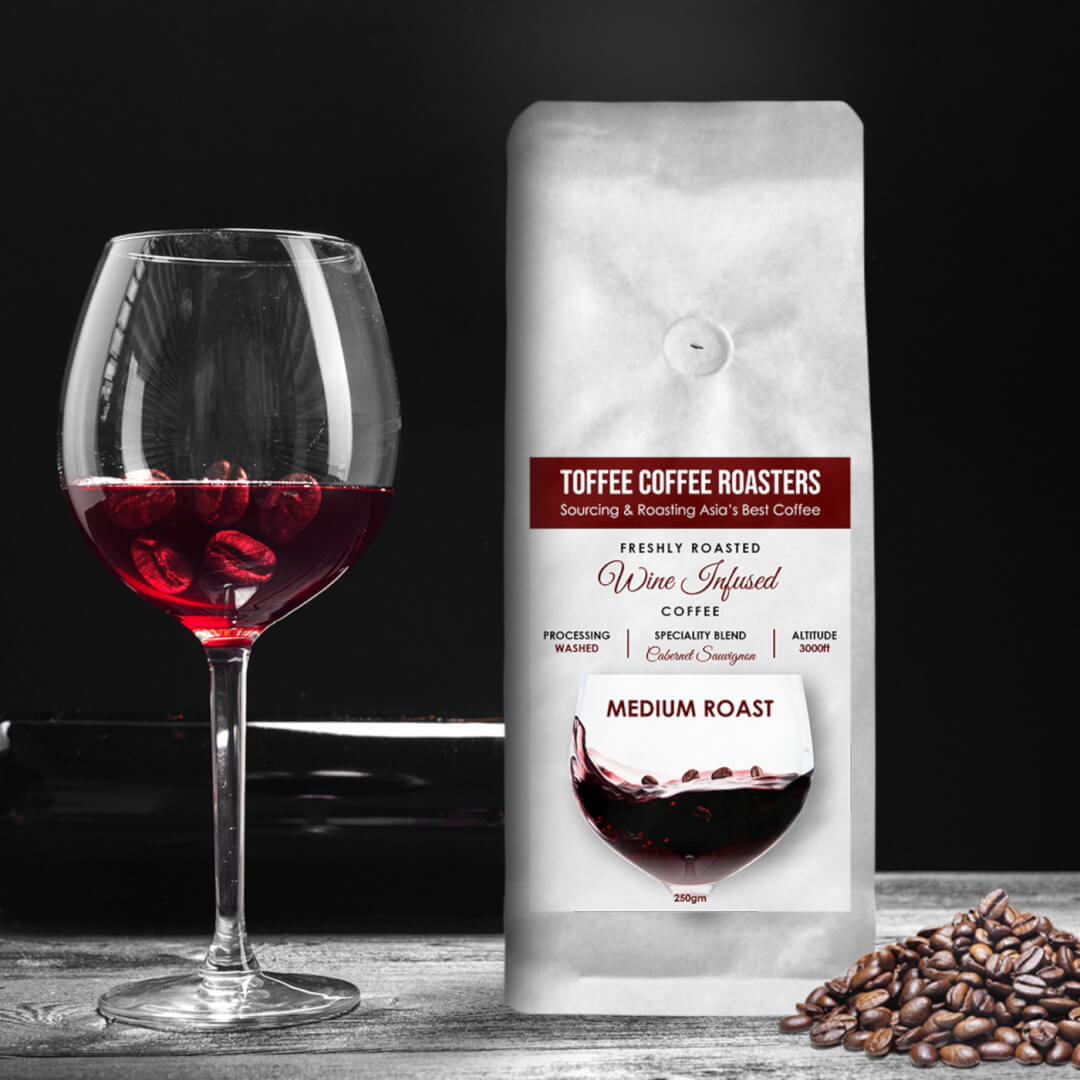 TOFFEE COFFEE ROASTERS
Sourcing & Roasting Asia's Best Coffee
FRESHLY ROASTED
Wine Infused
COFFEE
PROCESSING
WASHED
SPECIALITY BLEND
Cabernet Sauvignon
ALTITUDE
3000ft
MEDIUM ROAST
250gm